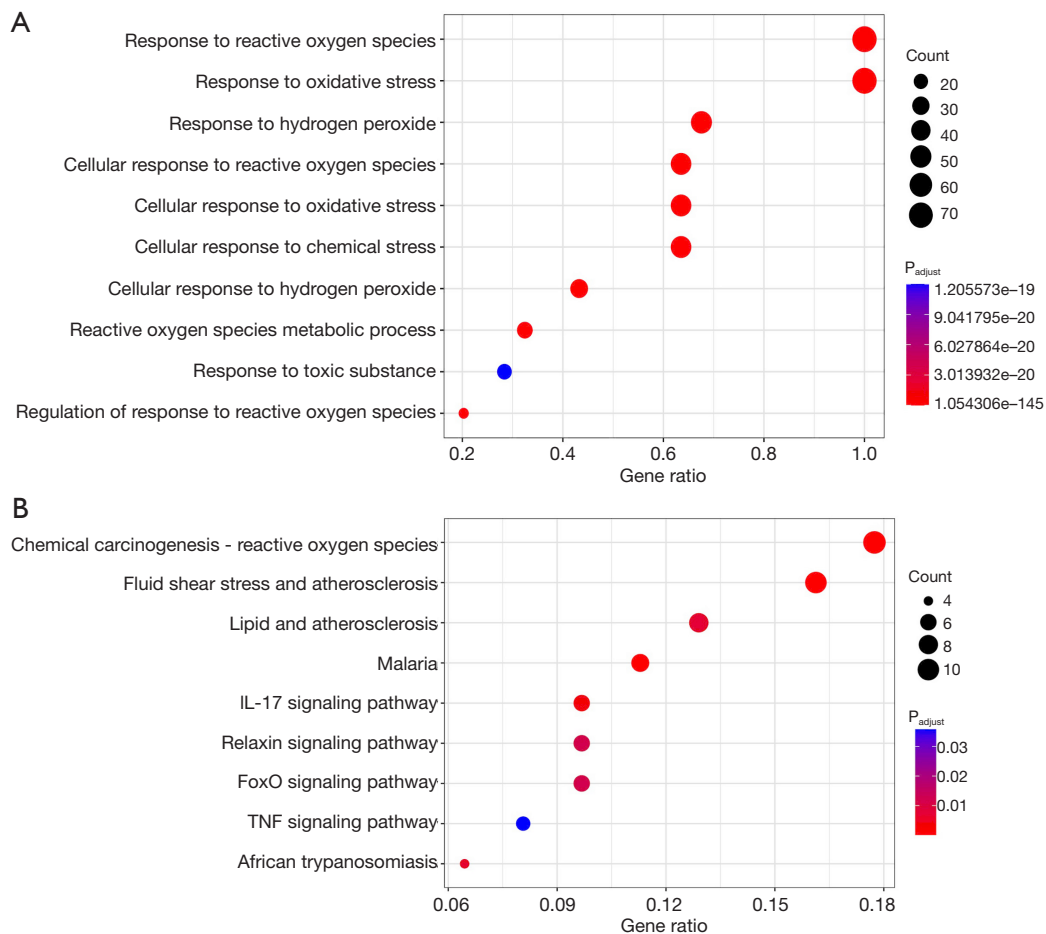 A
Response to reactive oxygen species
Response to oxidative stress
Response to hydrogen peroxide
Cellular response to reactive oxygen species
Cellular response to oxidative stress
Cellular response to chemical stress
Cellular response to hydrogen peroxide
Reactive oxygen species metabolic process
Response to toxic substance
Regulation of response to reactive oxygen species
0.2 0.4 0.6 0.8 1.0
Gene ratio
Count
20
30
40
50
60
70
Padjust
1.205573e–19
9.041795e–20
6.027864e–20
3.013932e–20
1.054306e–145
B
Chemical carcinogenesis - reactive oxygen species
Fluid shear stress and atherosclerosis
Lipid and atherosclerosis
Malaria
IL-17 signaling pathway
Relaxin signaling pathway
FoxO signaling pathway
TNF signaling pathway
African trypanosomiasis
0.06 0.09 0.12 0.15 0.18
Gene ratio
Count
4
6
8
10
Padjust
0.03
0.02
0.01